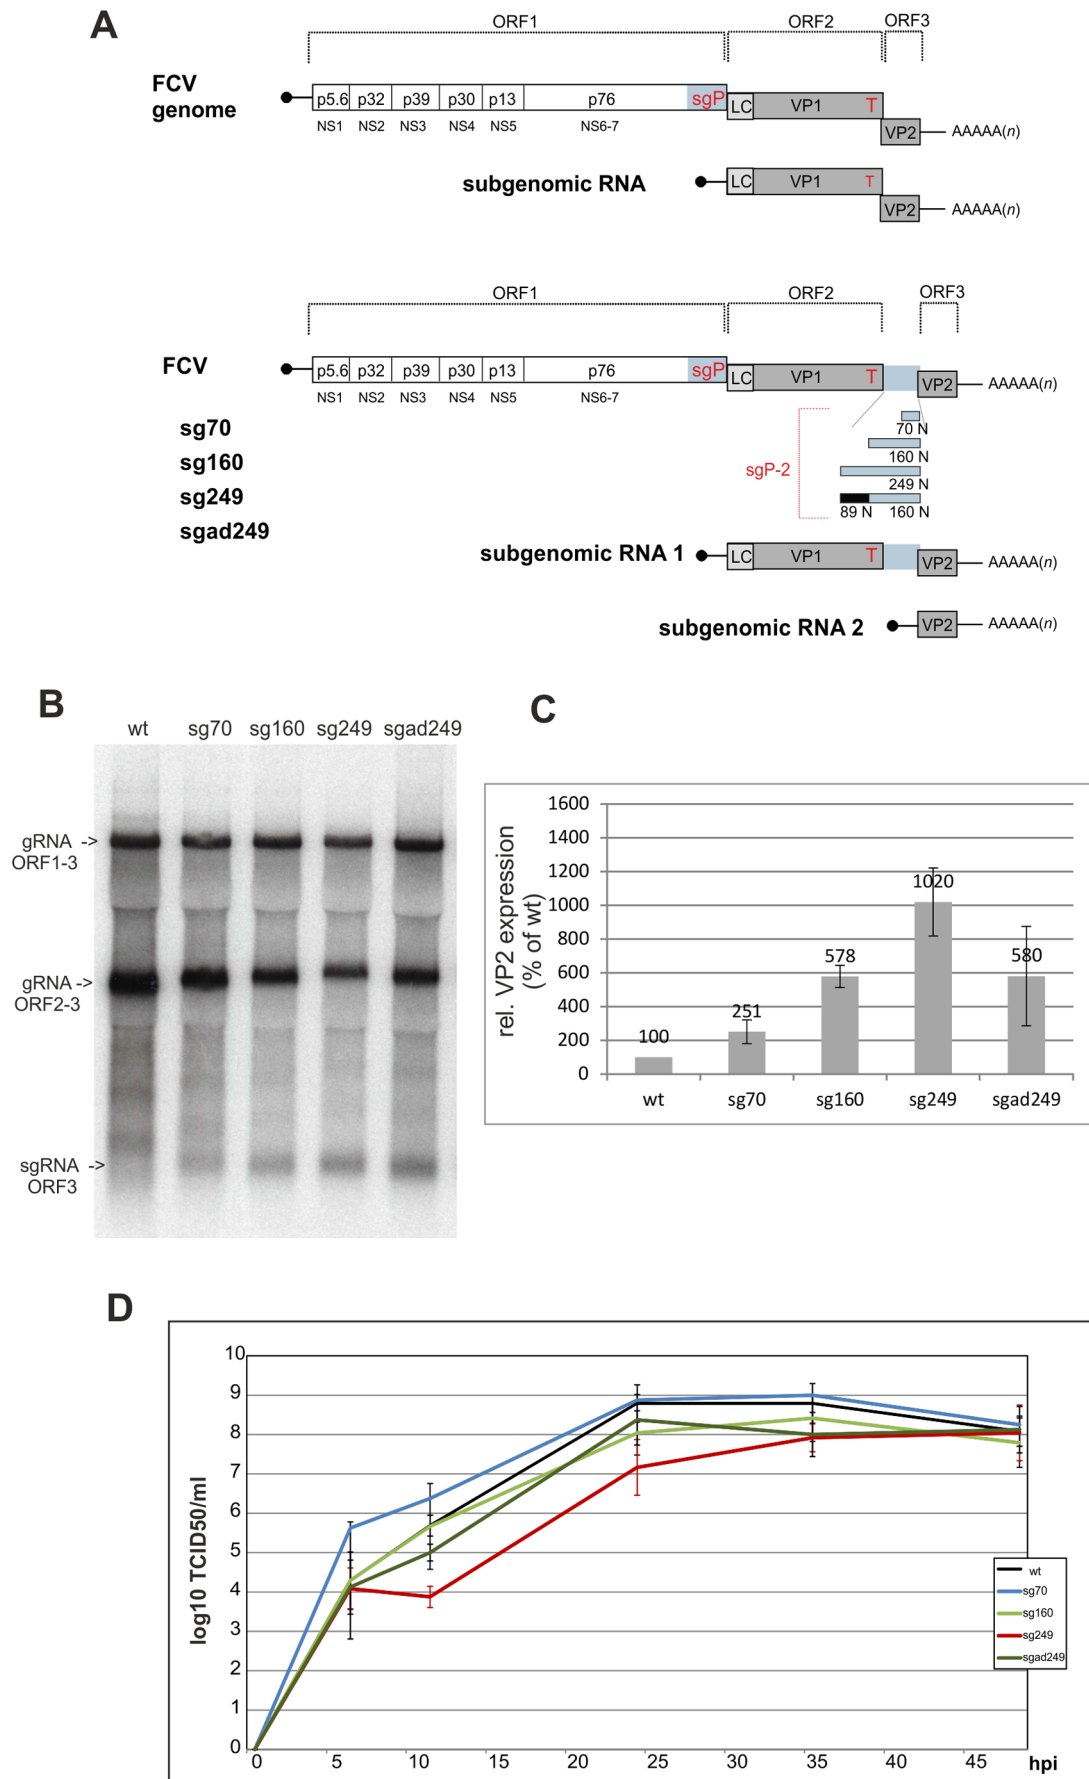 A
ORF1 ORF2 ORF3
FCV
genome
p5.6 p32 p39 p30 p13 p76 sgP LC VP1 T
NS1 NS2 NS3 NS4 NS5 NS6-7
VP2 AAAAA(n)
subgenomic RNA LC VP1 T
VP2 AAAAA(n)
ORF1 ORF2 ORF3
FCV p5.6 p32 p39 p30 p13 p76 sgP LC VP1 T VP2 AAAAA(n)
NS1 NS2 NS3 NS4 NS5 NS6-7
sg70
sg160
sg249
sgad249
sgP-2
70 N
160 N
249 N
89 N 160 N
subgenomic RNA 1 LC VP1 T VP2 AAAAA(n)
subgenomic RNA 2 VP2 AAAAA(n)
B
wt sg70 sg160 sg249 sgad249
gRNA ->
ORF1-3
gRNA ->
ORF2-3
sgRNA ->
ORF3
C
rel. VP2 expression
(% of wt)
1600
1400
1200
1000
800
600
400
200
0
100
251
578
1020
580
wt sg70 sg160 sg249 sgad249
D
log10 TCID50/ml
10
9
8
7
6
5
4
3
2
1
0
0 5 10 15 20 25 30 35 40 45 hpi
wt
sg70
sg160
sg249
sgad249